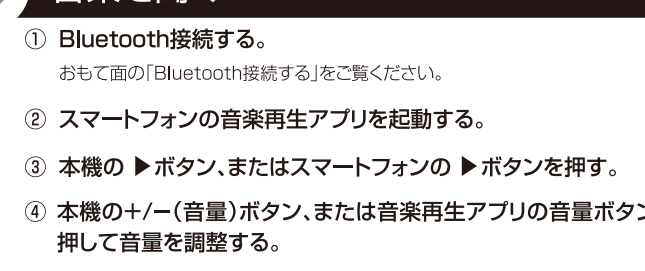 ① Bluetooth接続する。
おもて面の「Bluetooth接続する」をご覧ください。
② スマートフォンの音楽再生アプリを起動する。
③ 本機の ▶ボタン、またはスマートフォンの ▶ボタンを押す。
④ 本機の+/−(音量)ボタン、または音楽再生アプリの音量ボタン
押して音量を調整する。